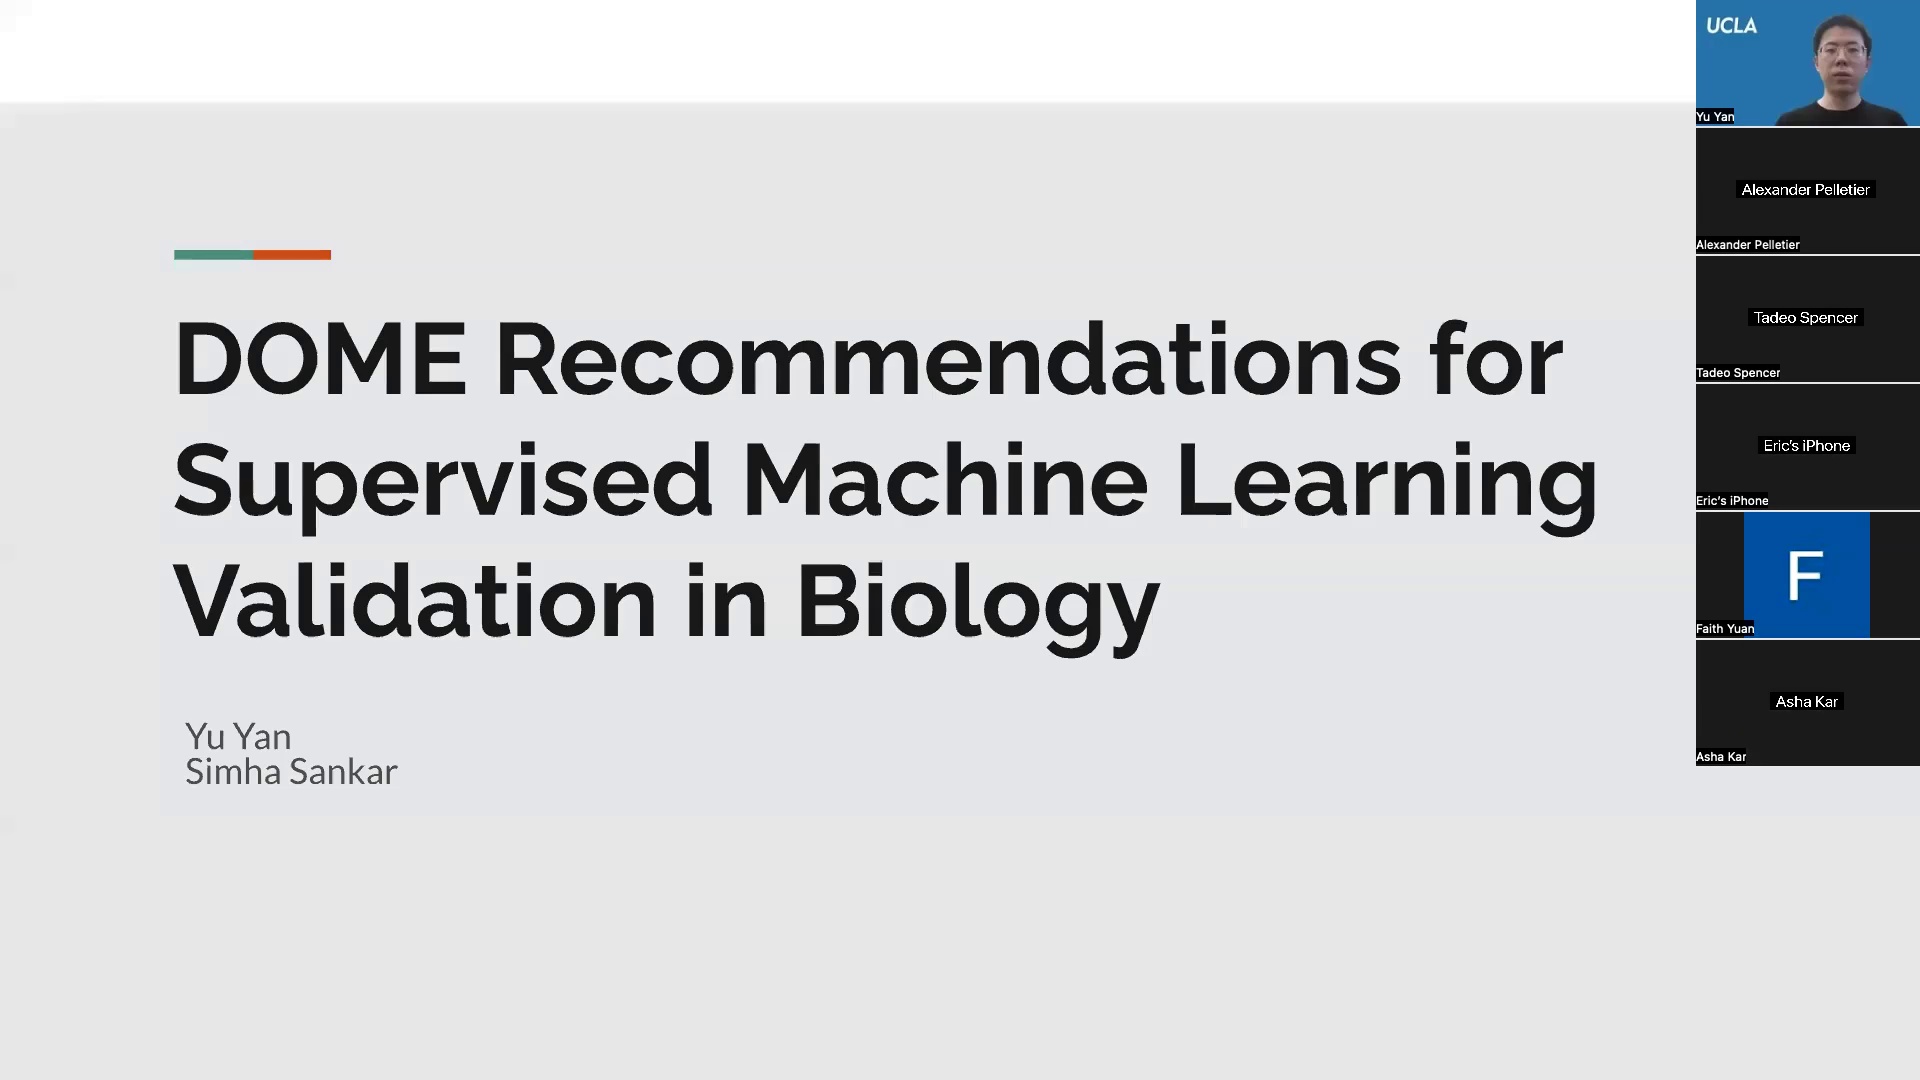 DOME Recommendations for
Supervised Machine Learning
Validation in Biology
Yu Yan
Simha Sankar
UCLA
Yu Yan
Alexander Pelletier
Alexander Pelletier
Tadeo Spencer
Tadeo Spencer
Eric's iPhone
Eric's iPhone
F
Faith Yuan
Asha Kar
Asha Kar